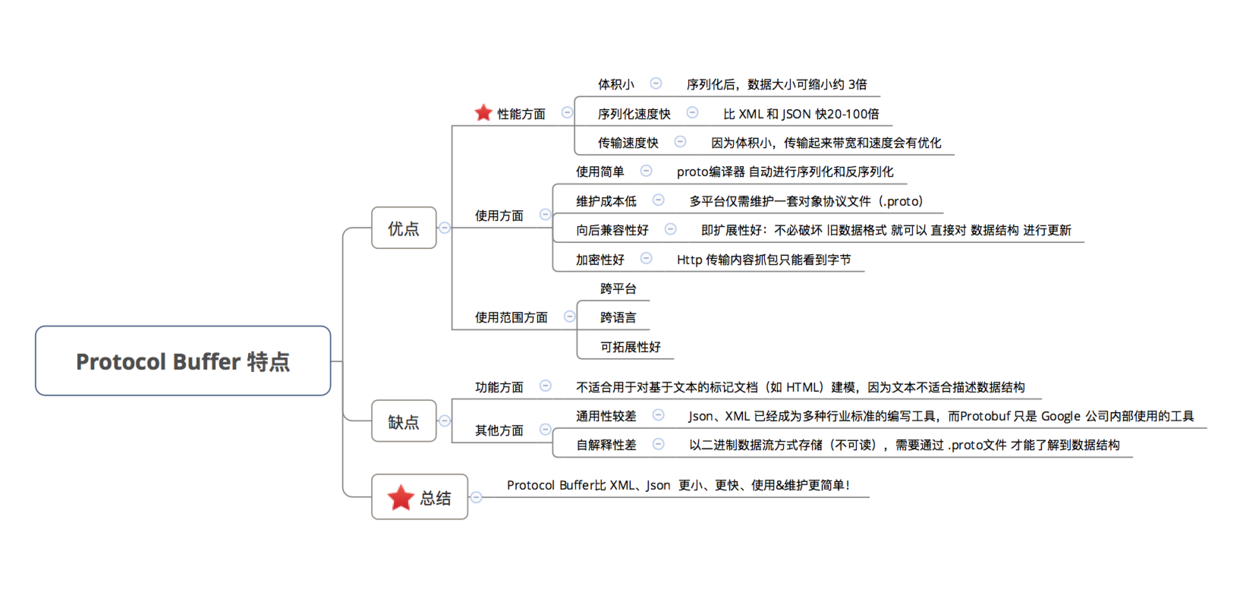 体积小 序列化后，数据大小可缩小约 3倍
性能方面 序列化速度快 比 XML 和 JSON 快20-100倍
传输速度快 因为体积小，传输起来带宽和速度会有优化
使用简单 proto编译器 自动进行序列化和反序列化
维护成本低 多平台仅需维护一套对象协议文件（.proto）
使用方面
优点
向后兼容性好 即扩展性好：不必破坏 旧数据格式 就可以 直接对 数据结构 进行更新
加密性好 Http 传输内容抓包只能看到字节
跨平台
使用范围方面 跨语言
可拓展性好
Protocol Buffer 特点
功能方面 不适合用于对基于文本的标记文档（如 HTML）建模，因为文本不适合描述数据结构
通用性较差 Json、XML 已经成为多种行业标准的编写工具，而Protobuf 只是 Google 公司内部使用的工具
缺点
其他方面
自解释性差 以二进制数据流方式存储（不可读），需要通过 .proto文件 才能了解到数据结构
总结 Protocol Buffer比 XML、Json 更小、更快、使用&维护更简单！